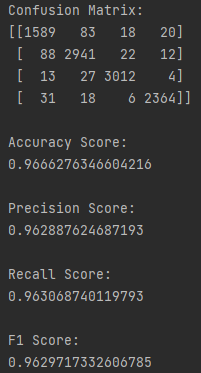 Confusion Matrix:
[[1589   83   18   20]
 [  88 2941   22   12]
 [  13   27 3012    4]
 [  31   18    6 2364]]
Accuracy Score:
0.9666276346604216
Precision Score:
0.962887624687193
Recall Score:
0.963068740119793
F1 Score:
0.9629717332606785